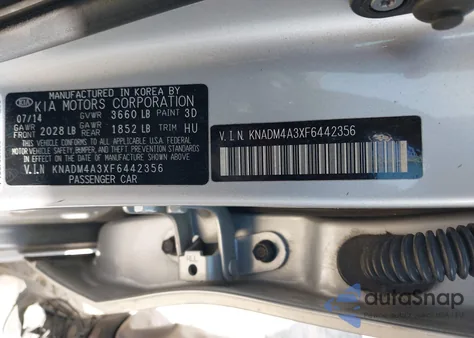 MANUFACTURED IN KOREA BY
KIA KIA MOTORS CORPORATION
07/14 GVWR 3660 LB PAINT 3D
GAWR FRONT 2028 LB GAWR REAR 1852 LB TRIM HU
THIS VEHICLE CONFORMS TO ALL APPLICABLE U.S.A. FEDERAL
MOTOR VEHICLE SAFETY, BUMPER, AND THEFT PREVENTION STANDARDS
IN EFFECT ON THE DATE OF MANUFACTURE SHOWN ABOVE.
V.I.N KNADM4A3XF6442356
PASSENGER CAR
V.I.N KNADM4A3XF6442356
autoSnap